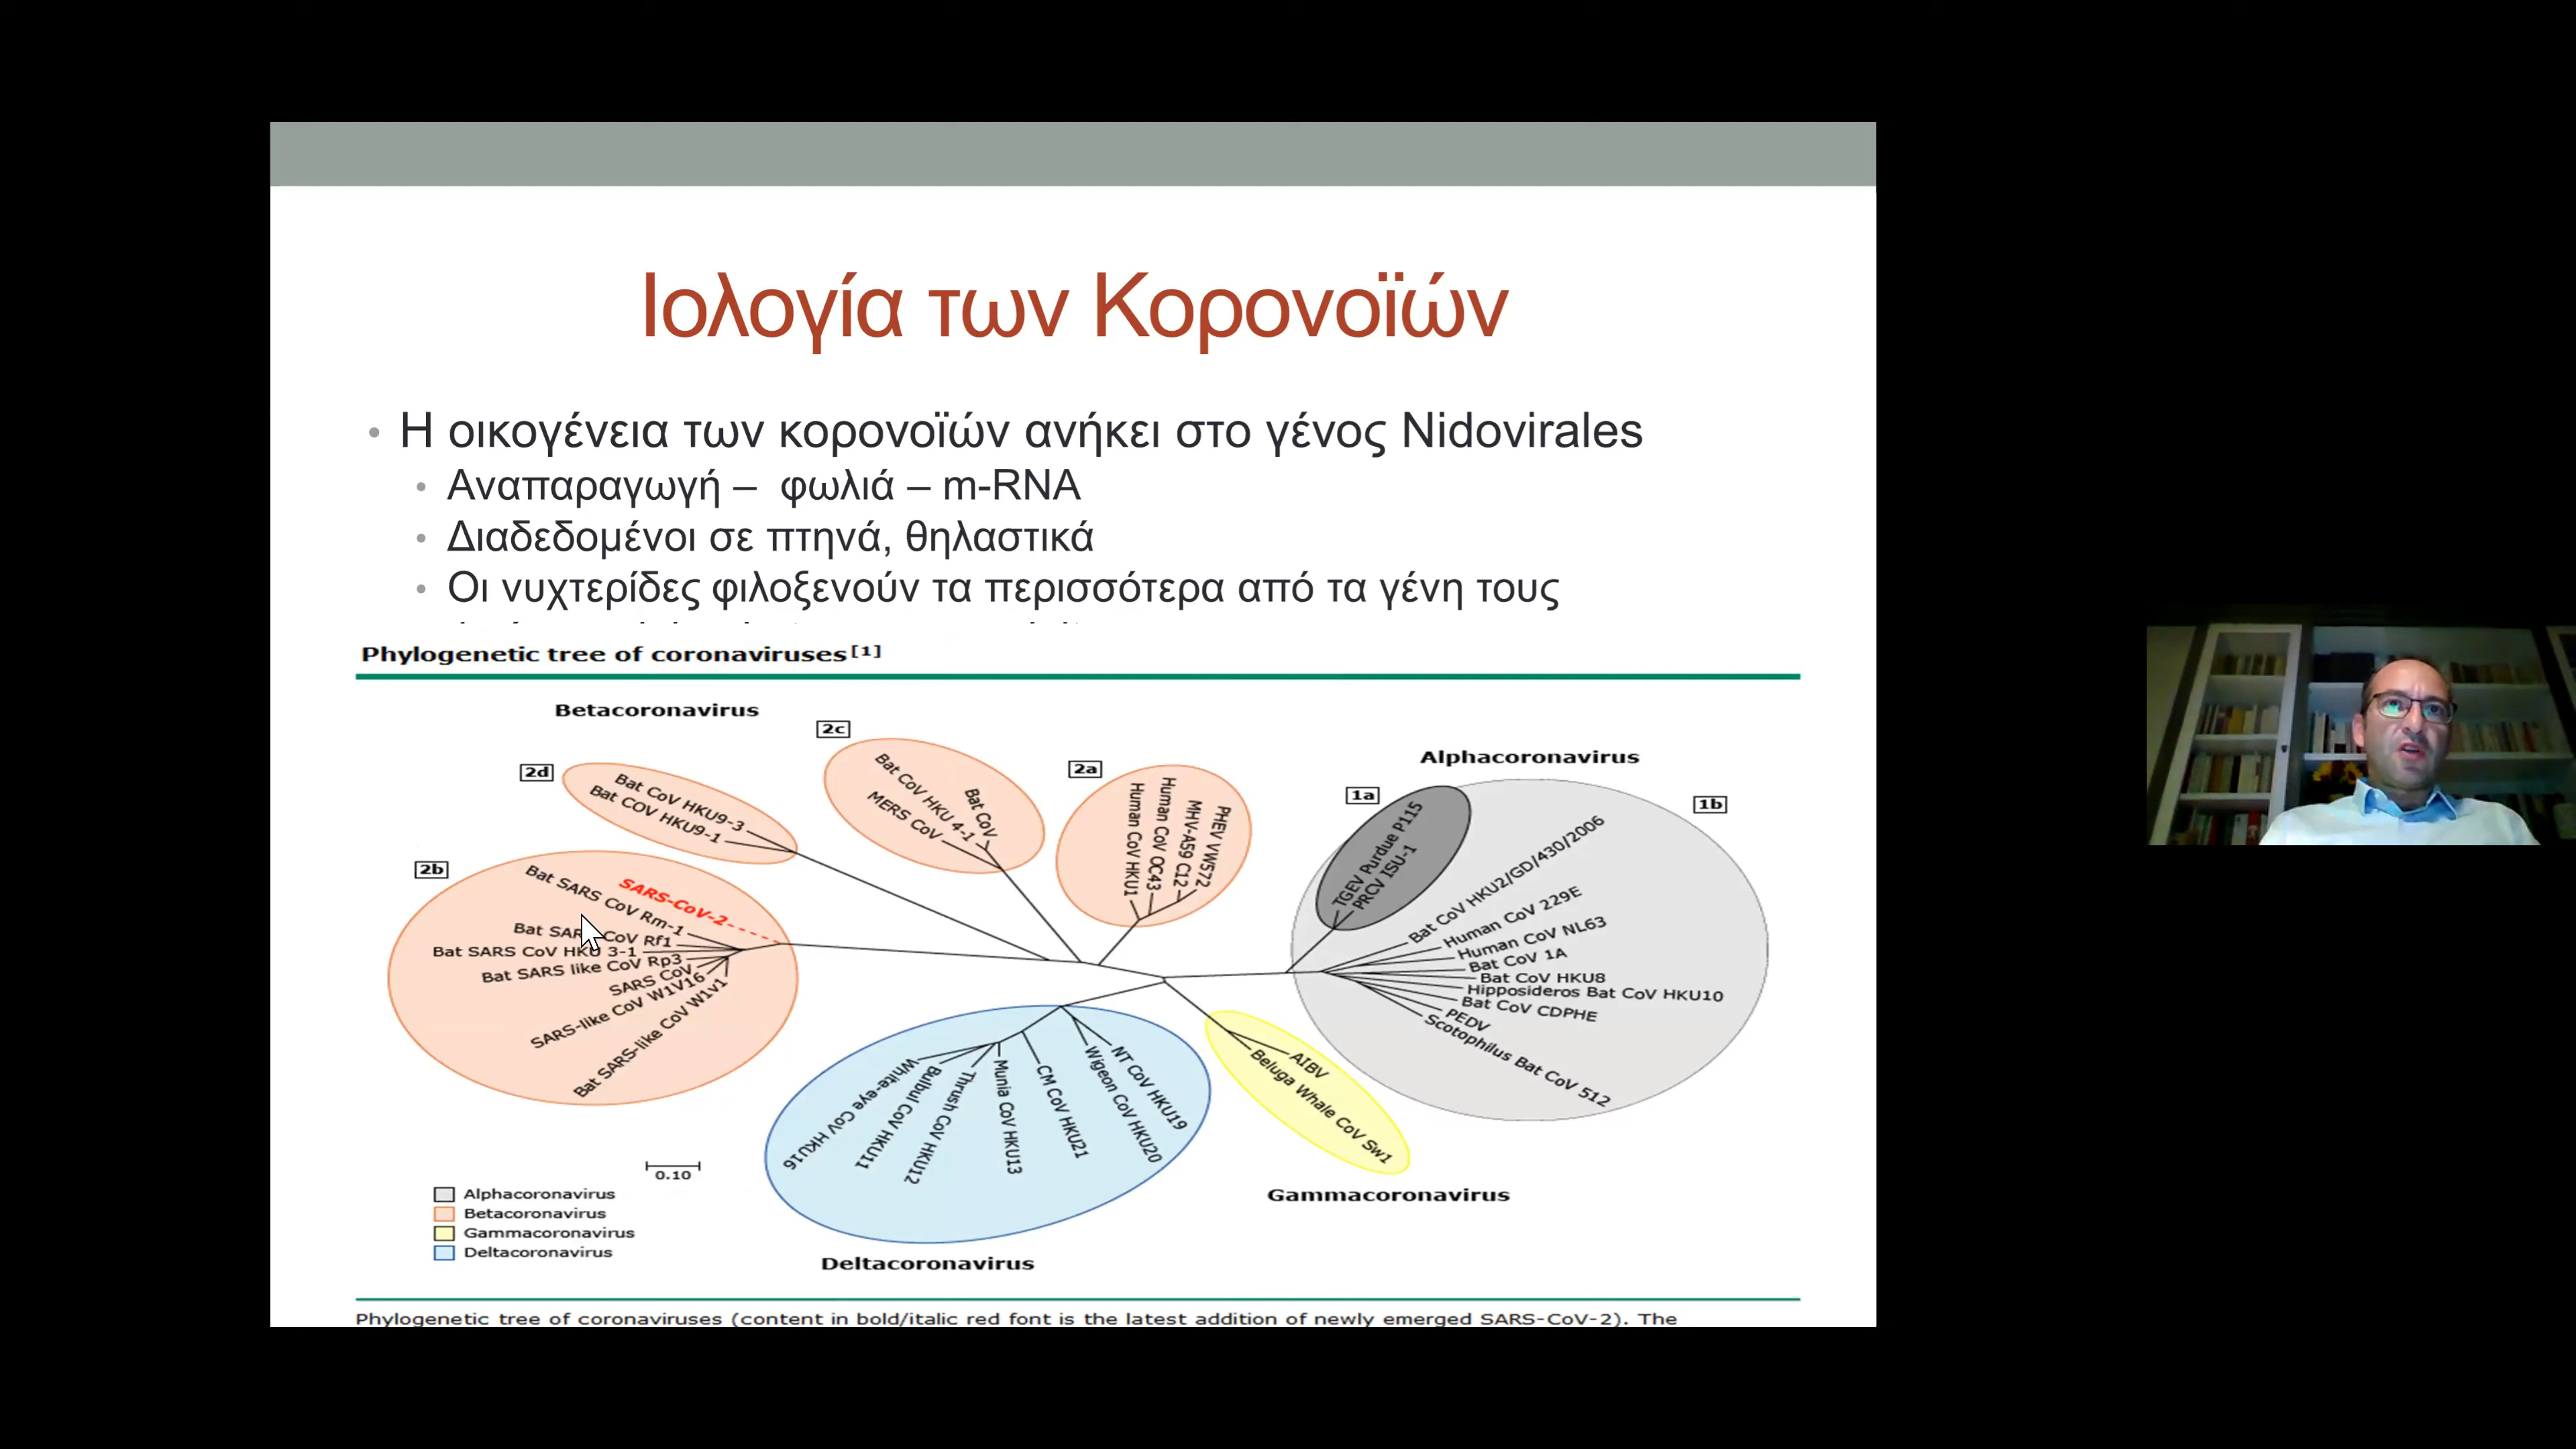 Ιολογία των Κορονοϊών
• Η οικογένεια των κορονοϊών ανήκει στο γένος Nidovirales
• Αναπαραγωγή – φωλιά – m-RNA
• Διαδεδομένοι σε πτηνά, θηλαστικά
• Οι νυχτερίδες φιλοξενούν τα περισσότερα από τα γένη τους
Phylogenetic tree of coronaviruses[1]
Betacoronavirus
2d
Bat CoV HKU9-3
Bat COV HKU9-1
2c
Bat CoV
Bat CoV HKU 4-1
MERS CoV
2a
Human CoV HKU1
Human CoV OC43
MHV-A59 C12
PHEV VW572
Alphacoronavirus
1a
TGEV Purdue P115
PRCV ISU-1
1b
Bat CoV HKU2/GD/430/2006
Human CoV 229E
Human CoV NL63
Bat CoV 1A
Bat CoV HKU8
Hipposideros Bat CoV HKU10
Bat CoV CDPHE
PEDV
Scotophilus Bat CoV 512
2b
SARS-CoV-2
Bat SARS CoV Rm-1
Bat SARS CoV Rf1
Bat SARS CoV HKU 3-1
Bat SARS like CoV Rp3
SARS CoV
SARS-like CoV W1V16
Bat SARS-like CoV W1v1
White-eye CoV HKU16
Bulbul CoV HKU11
Thrush CoV HKU12
Munia CoV HKU13
CM CoV HKU21
Wigeon CoV HKU20
NT CoV HKU19
Deltacoronavirus
AIBV
Beluga Whale CoV Sw1
Gammacoronavirus
0.10
Alphacoronavirus
Betacoronavirus
Gammacoronavirus
Deltacoronavirus
Phylogenetic tree of coronaviruses (content in bold/italic red font is the latest addition of newly emerged SARS-CoV-2). The